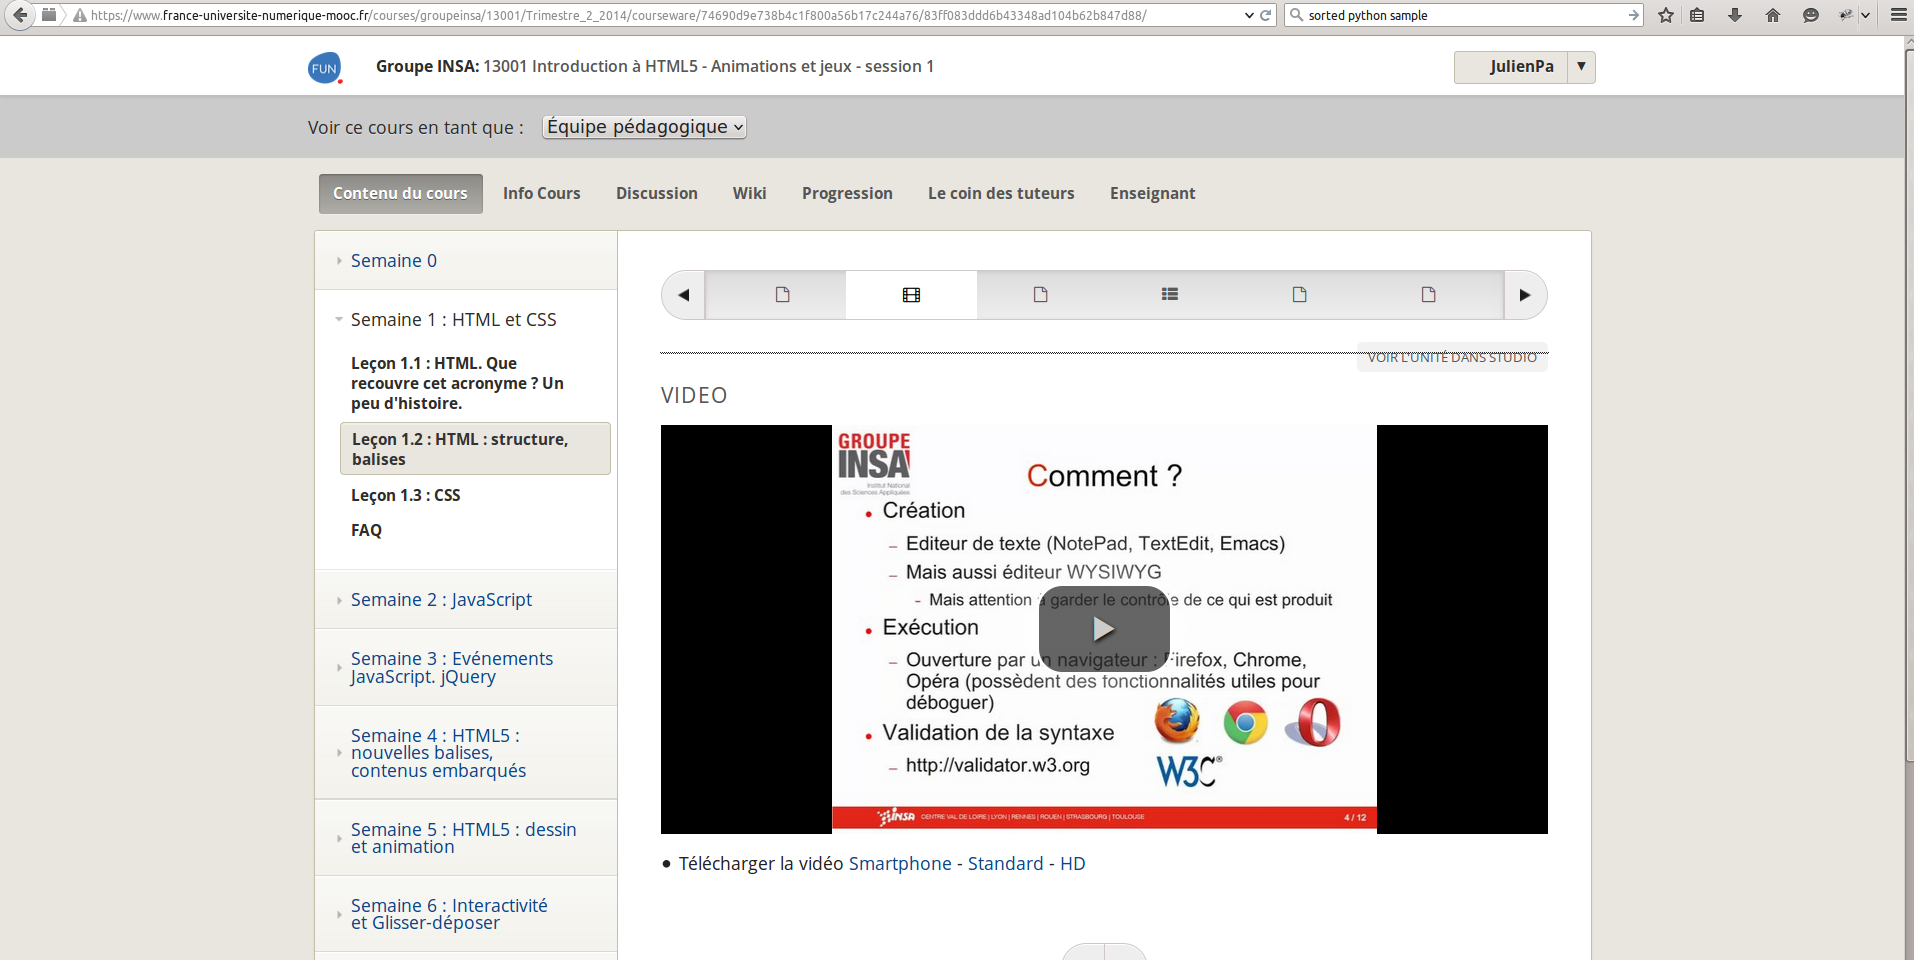 https://www.france-universite-numerique-mooc.fr/courses/groupeinsa/13001/Trimestre_2_2014/courseware/74690d9e738b4c1f800a56b17c244a76/83ff083ddd6b43348ad104b62b847d88/
sorted python sample
FUN
Groupe INSA: 13001 Introduction à HTML5 - Animations et jeux - session 1
JulienPa
Voir ce cours en tant que :
Équipe pédagogique
Contenu du cours
Info Cours
Discussion
Wiki
Progression
Le coin des tuteurs
Enseignant
Semaine 0
Semaine 1 : HTML et CSS
Leçon 1.1 : HTML. Que
recouvre cet acronyme ? Un
peu d'histoire.
Leçon 1.2 : HTML : structure,
balises
Leçon 1.3 : CSS
FAQ
Semaine 2 : JavaScript
Semaine 3 : Evénements
JavaScript. jQuery
Semaine 4 : HTML5 :
nouvelles balises,
contenus embarqués
Semaine 5 : HTML5 : dessin
et animation
Semaine 6 : Interactivité
et Glisser-déposer
VOIR L'UNITÉ DANS STUDIO
VIDEO
GROUPE
INSA
Institut National
des Sciences Appliquées
Comment ?
• Création
– Editeur de texte (NotePad, TextEdit, Emacs)
– Mais aussi éditeur WYSIWYG
- Mais attention à garder le contrôle de ce qui est produit
• Exécution
– Ouverture par un navigateur : Firefox, Chrome,
Opéra (possèdent des fonctionnalités utiles pour
déboguer)
• Validation de la syntaxe
– http://validator.w3.org
W3C®
INSA CENTRE VAL DE LOIRE | LYON | RENNES | ROUEN | STRASBOURG | TOULOUSE
4 / 12
• Télécharger la vidéo Smartphone - Standard - HD